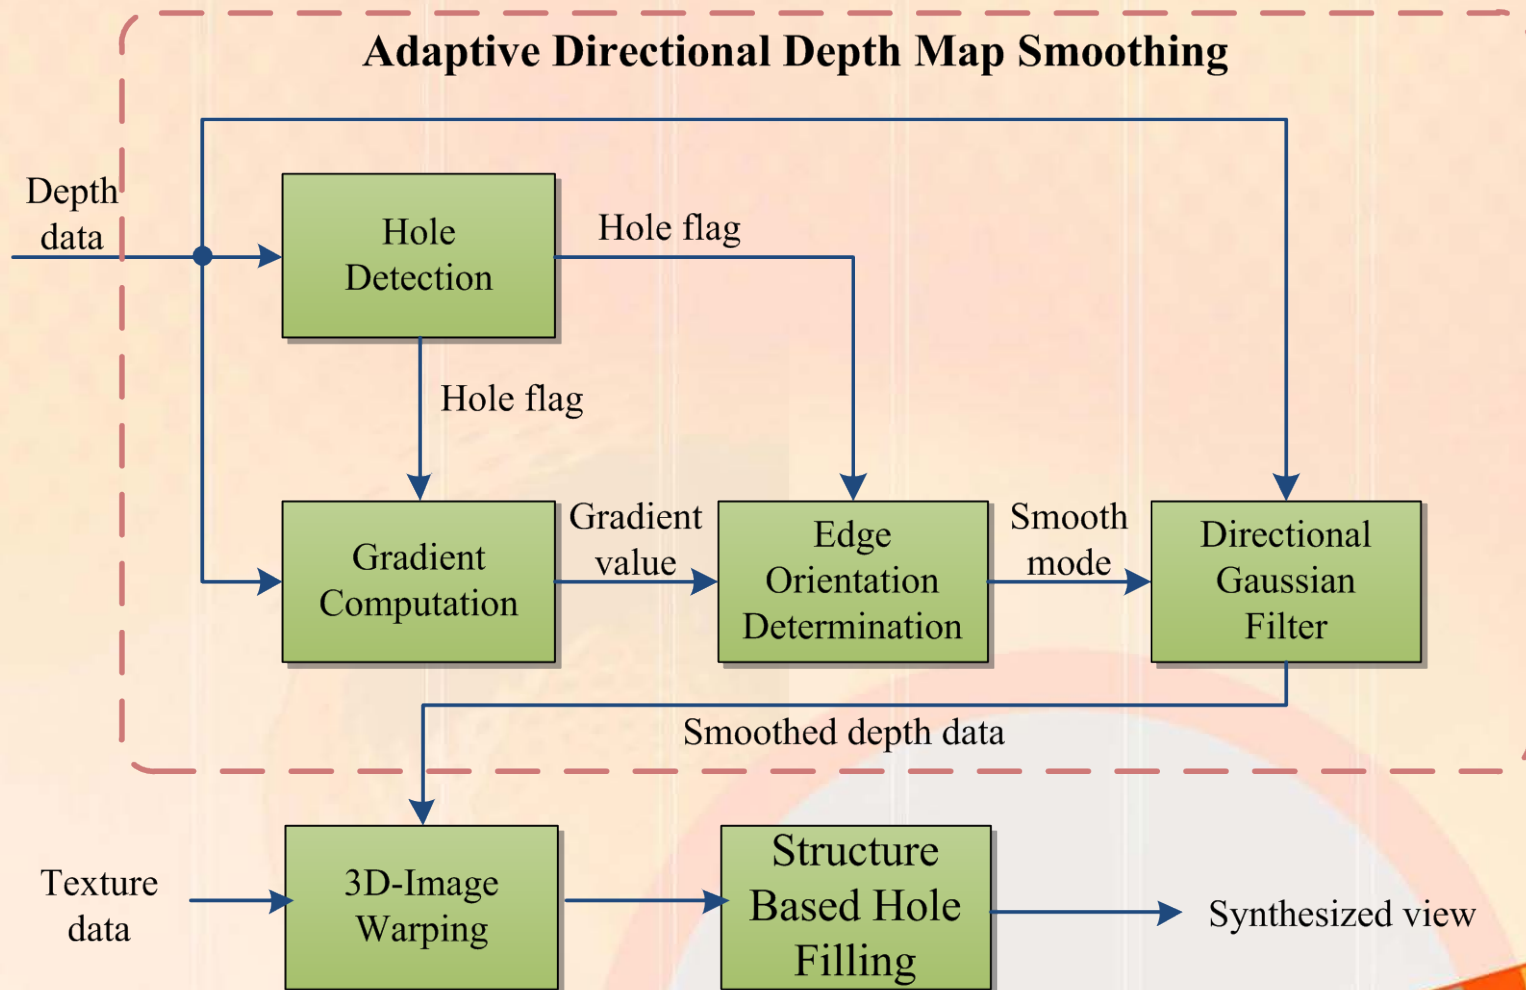 Adaptive Directional Depth Map Smoothing
Depth
data
Hole
Detection
Hole flag
Hole flag
Gradient
Computation
Gradient
value
Edge
Orientation
Determination
Smooth
mode
Directional
Gaussian
Filter
Smoothed depth data
Texture
data
3D-Image
Warping
Structure
Based Hole
Filling
Synthesized view